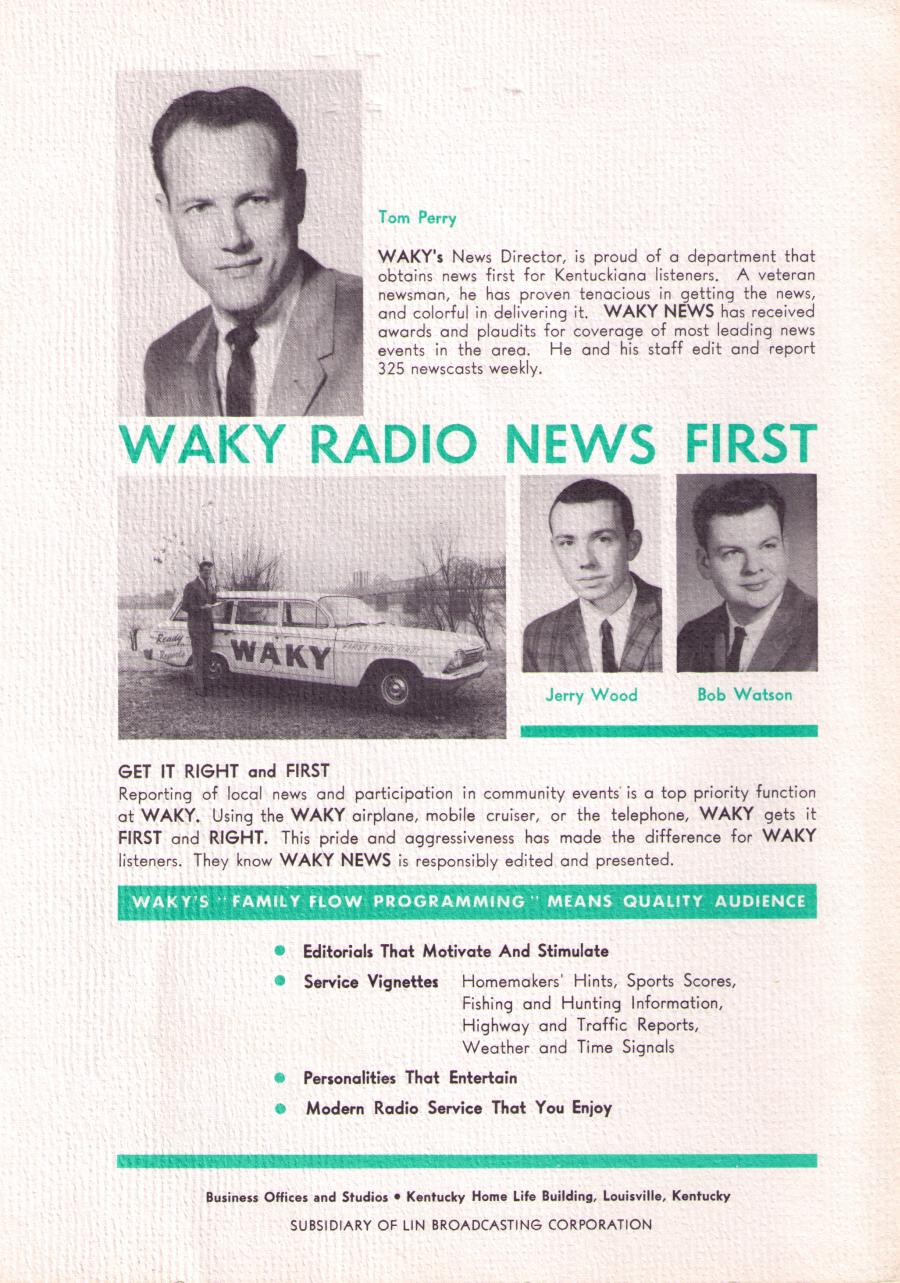 Tom Perry
WAKY's News Director, is proud of a department that
obtains news first for Kentuckiana listeners. A veteran
newsman, he has proven tenacious in getting the news,
and colorful in delivering it. WAKY NEWS has received
awards and plaudits for coverage of most leading news
events in the area. He and his staff edit and report
325 newscasts weekly.
WAKY RADIO NEWS FIRST
Ready
WAKY
FIRST NEWS
Jerry Wood
Bob Watson
GET IT RIGHT and FIRST
Reporting of local news and participation in community events is a top priority function
at WAKY. Using the WAKY airplane, mobile cruiser, or the telephone, WAKY gets it
FIRST and RIGHT. This pride and aggressiveness has made the difference for WAKY
listeners. They know WAKY NEWS is responsibly edited and presented.
WAKY'S "FAMILY FLOW PROGRAMMING" MEANS QUALITY AUDIENCE
• Editorials That Motivate And Stimulate
• Service Vignettes Homemakers' Hints, Sports Scores,
Fishing and Hunting Information,
Highway and Traffic Reports,
Weather and Time Signals
• Personalities That Entertain
• Modern Radio Service That You Enjoy
Business Offices and Studios • Kentucky Home Life Building, Louisville, Kentucky
SUBSIDIARY OF LIN BROADCASTING CORPORATION